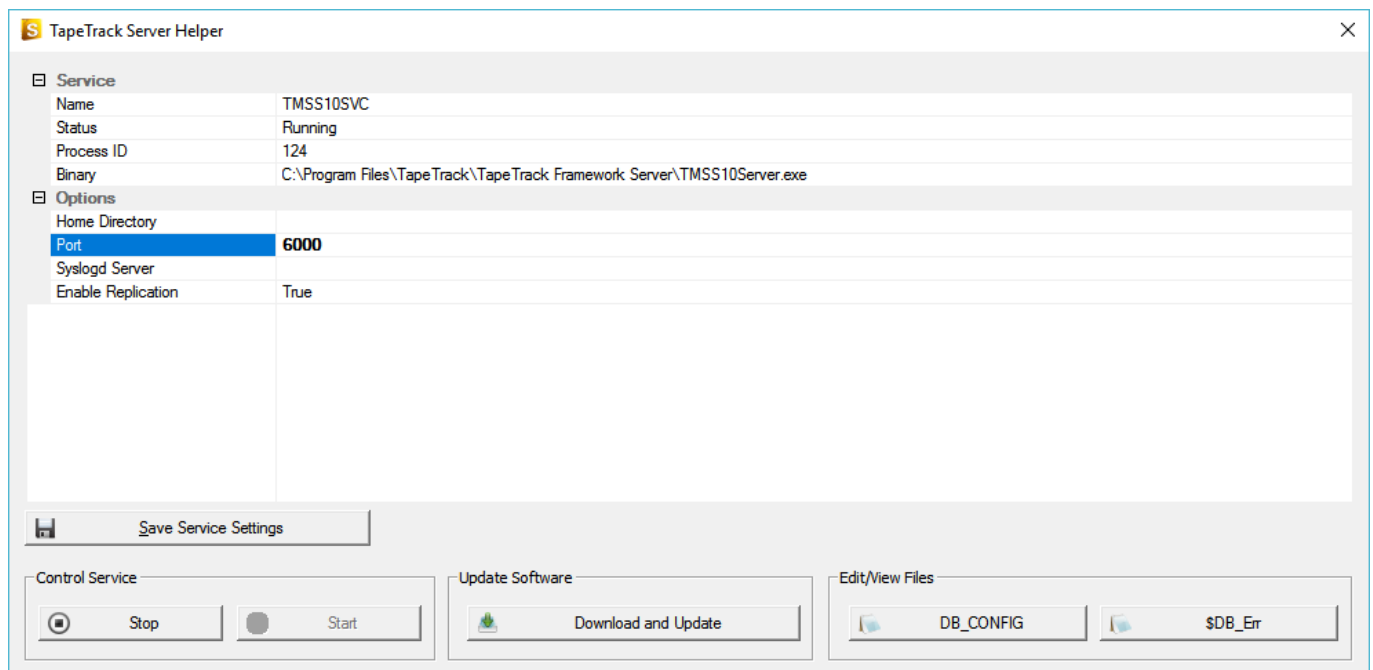 TapeTrack Server Helper
Service
Name TMSS10SVC
Status Running
Process ID 124
Binary C:\Program Files\TapeTrack\TapeTrack Framework Server\TMSS10Server.exe
Options
Home Directory
Port 6000
Syslogd Server
Enable Replication True
Save Service Settings
Control Service Update Software Edit/View Files
Stop Start Download and Update DB_CONFIG $DB_Err